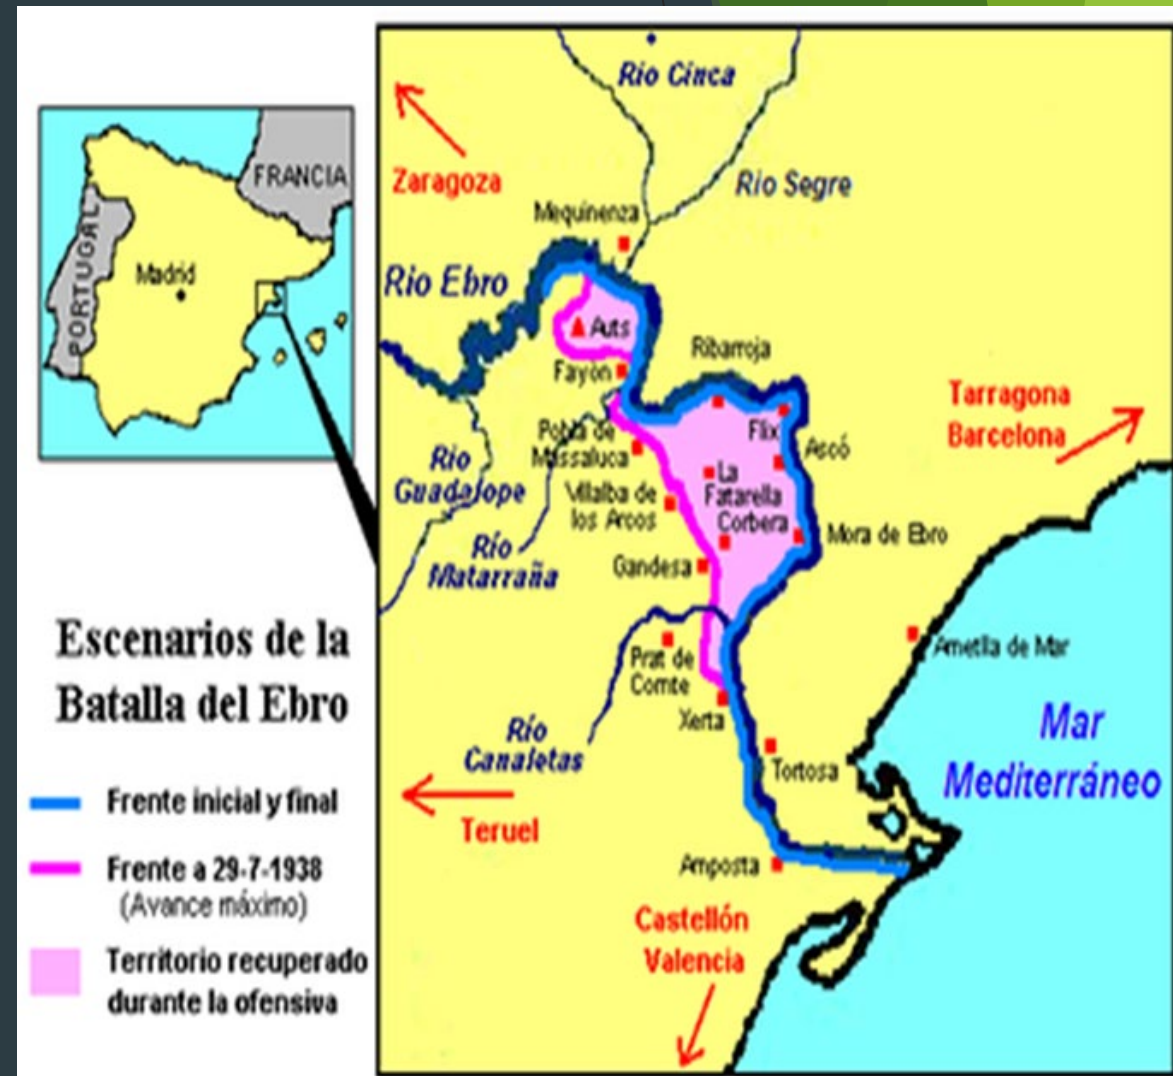 FRANCIA
PORTUGAL
Madrid
Escenarios de la
Batalla del Ebro
Frente inicial y final
Frente a 29-7-1938
(Avance máximo)
Territorio recuperado
durante la ofensiva
Rio Cinca
Zaragoza
Rio Segre
Mequinenza
Rio Ebro
Auts
Ribarroja
Fayón
Tarragona
Barcelona
Pobla de
Massaluca
Flix
Ascó
Rio
Guadalope
La
Fatarella
Villalba de
los Arcos
Corbera
Mora de Ebro
Río
Matarraña
Gandesa
Prat de
Comte
Ametlla de Mar
Xerta
Río
Canaletas
Mar
Mediterráneo
Tortosa
Teruel
Amposta
Castellón
Valencia